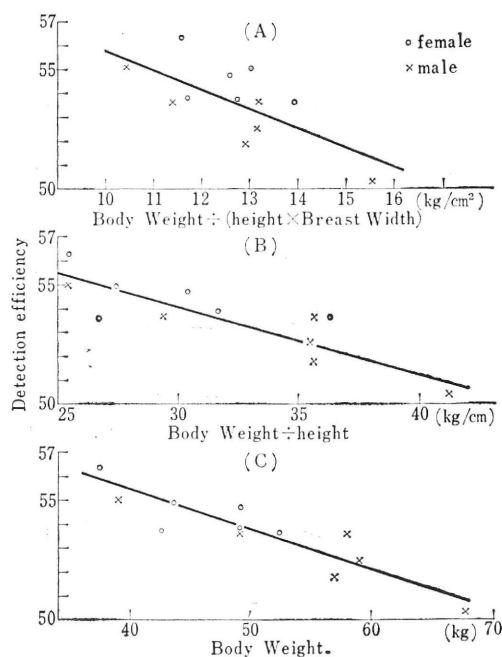 (A)
o female
× male
57
55
50
10 11 12 13 14 15 16 (kg/cm²)
Body Weight÷(height×Breast Width)
(B)
Detection efficiency
57
55
50
25 30 35 40 (kg/cm)
Body Weight÷height
(C)
57
55
50
40 50 60 (kg) 70
Body Weight.